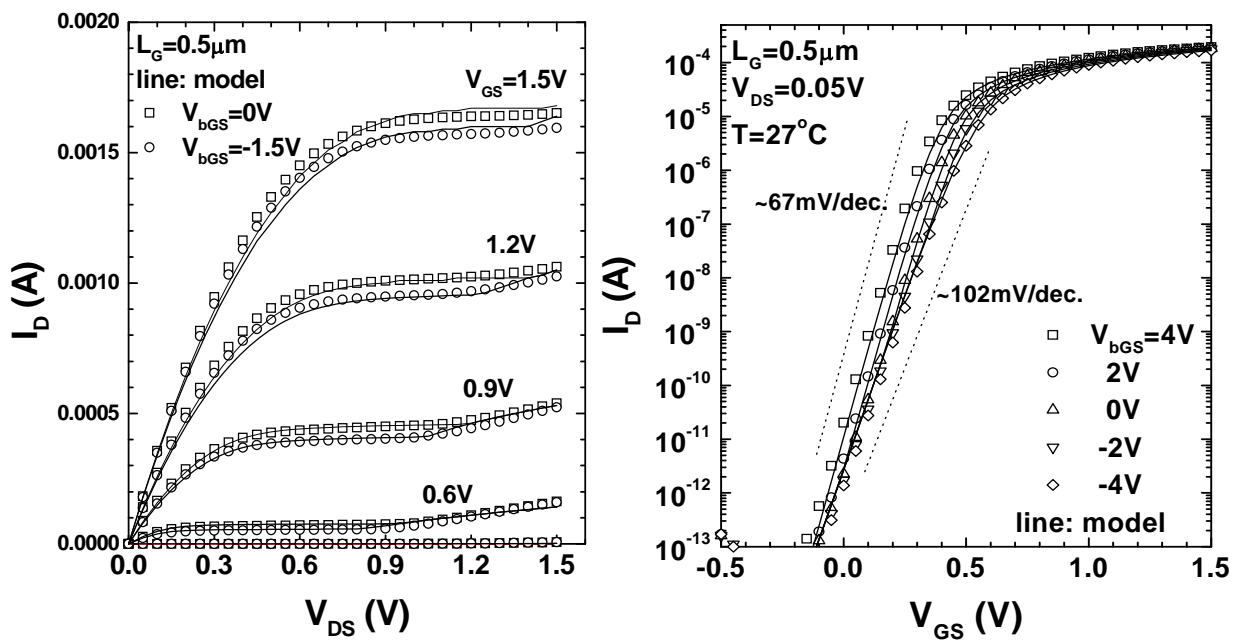 L_G=0.5μm
line: model
□ V_bGS=0V
○ V_bGS=-1.5V
V_GS=1.5V
1.2V
0.9V
0.6V
0.0020
0.0015
0.0010
0.0005
0.0000
I_D (A)
0.0 0.3 0.6 0.9 1.2 1.5
V_DS (V)
L_G=0.5μm
V_DS=0.05V
T=27°C
~67mV/dec.
~102mV/dec.
□ V_bGS=4V
○ 2V
△ 0V
▽ -2V
◇ -4V
line: model
10^-4
10^-5
10^-6
10^-7
10^-8
10^-9
10^-10
10^-11
10^-12
10^-13
I_D (A)
-0.5 0.0 0.5 1.0 1.5
V_GS (V)